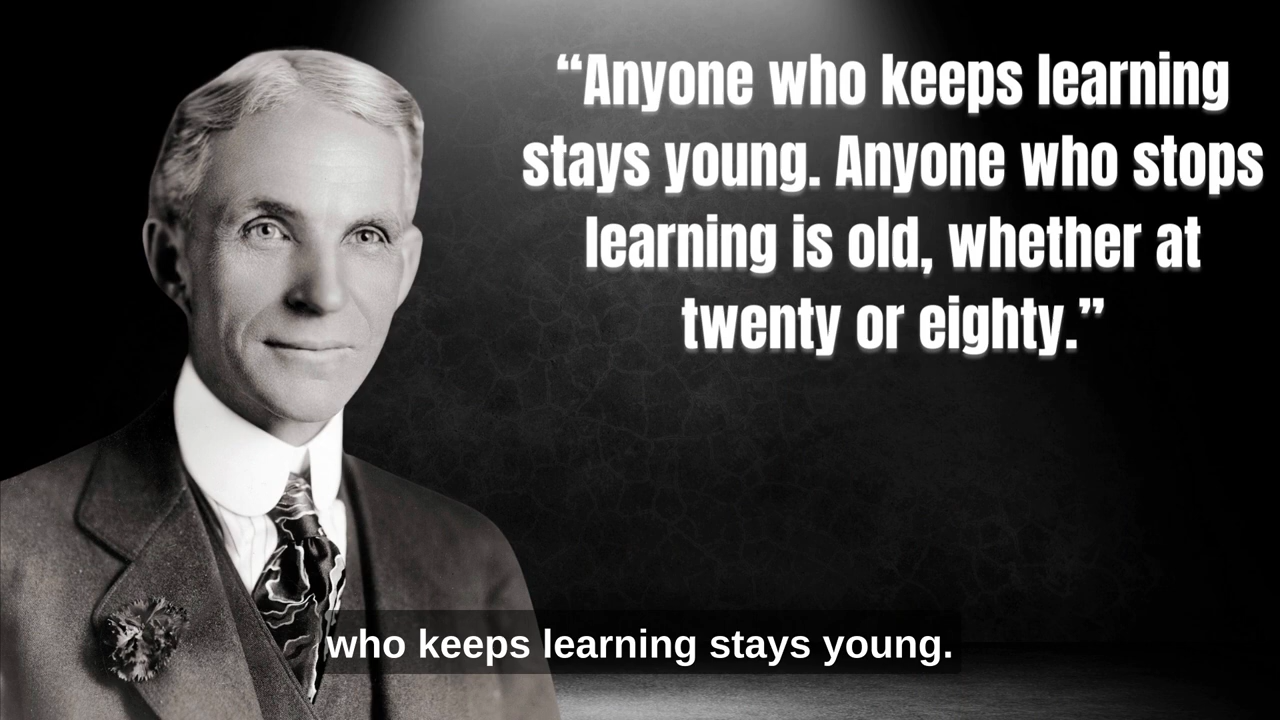 “Anyone who keeps learning
stays young. Anyone who stops
learning is old, whether at
twenty or eighty.”
who keeps learning stays young.